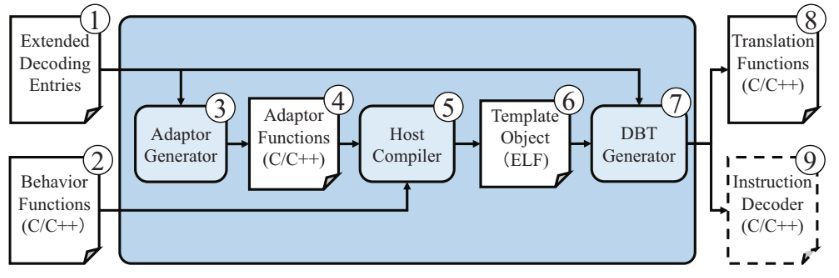 1
Extended
Decoding
Entries
2
Behavior
Functions
(C/C++）
3
Adaptor
Generator
4
Adaptor
Functions
(C/C++)
5
Host
Compiler
6
Template
Object
（ELF)
7
DBT
Generator
8
Translation
Functions
(C/C++)
9
Instruction
Decoder
(C/C++)